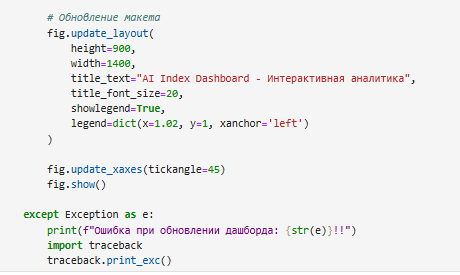 # Обновление макета
fig.update_layout(
height=900,
width=1400,
title_text="AI Index Dashboard - Интерактивная аналитика",
title_font_size=20,
showlegend=True,
legend=dict(x=1.02, y=1, xanchor='left')
)
fig.update_xaxes(tickangle=45)
fig.show()
except Exception as e:
print(f"Ошибка при обновлении дашборда: {str(e)}!!")
import traceback
traceback.print_exc()